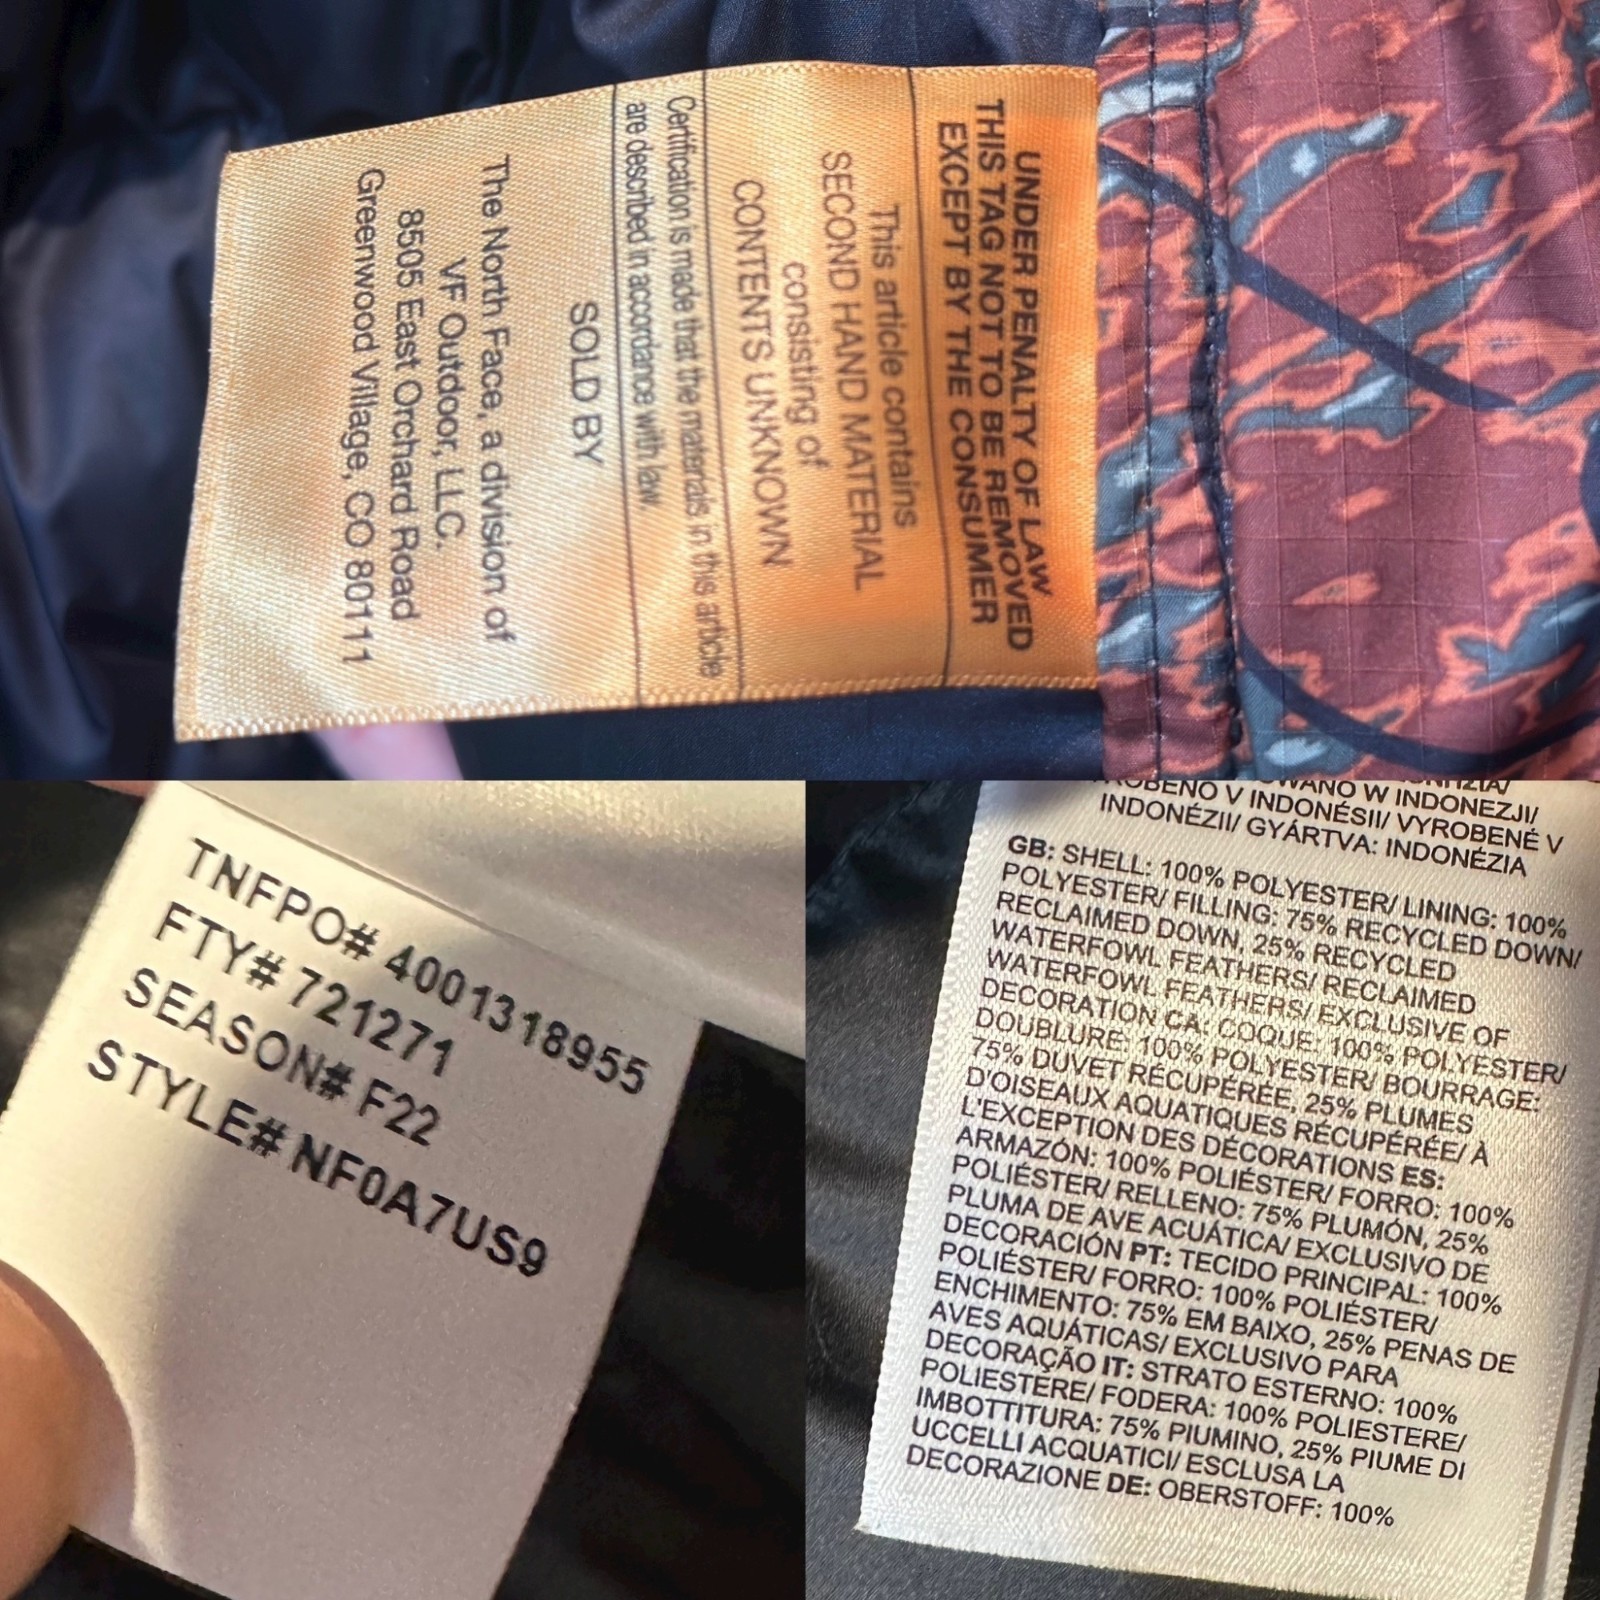 UNDER PENALTY OF LAW
THIS TAG NOT TO BE REMOVED
EXCEPT BY THE CONSUMER
This article contains
SECOND HAND MATERIAL
consisting of
CONTENTS UNKNOWN
Certification is made that the materials in this article
are described in accordance with law.
SOLD BY
The North Face, a division of
VF Outdoor, LLC.
8505 East Orchard Road
Greenwood Village, CO 80111
TNFPO# 4001318955
FTY# 721271
SEASON# F22
STYLE# NF0A7US9
W INDONEZJI/
V INDONÉSII/ VYROBENÉ V
INDONÉZII/ GYÁRTVA: INDONÉZIA
GB: SHELL: 100% POLYESTER/ LINING: 100%
POLYESTER/ FILLING: 75% RECYCLED DOWN/
RECLAIMED DOWN, 25% RECYCLED
WATERFOWL FEATHERS/ RECLAIMED
WATERFOWL FEATHERS/ EXCLUSIVE OF
DECORATION CA: COQUE: 100% POLYESTER/
DOUBLURE: 100% POLYESTER/ BOURRAGE:
75% DUVET RÉCUPÉRÉE, 25% PLUMES
D'OISEAUX AQUATIQUES RÉCUPÉRÉE/ À
L'EXCEPTION DES DÉCORATIONS ES:
ARMAZÓN: 100% POLIÉSTER/ FORRO: 100%
POLIÉSTER/ RELLENO: 75% PLUMÓN, 25%
PLUMA DE AVE ACUÁTICA/ EXCLUSIVO DE
DECORACIÓN PT: TECIDO PRINCIPAL: 100%
POLIÉSTER/ FORRO: 100% POLIÉSTER/
ENCHIMENTO: 75% EM BAIXO, 25% PENAS DE
AVES AQUÁTICAS/ EXCLUSIVO PARA
DECORAÇÃO IT: STRATO ESTERNO: 100%
POLIESTERE/ FODERA: 100% POLIESTERE/
IMBOTTITURA: 75% PIUMINO, 25% PIUME DI
UCCELLI ACQUATICI/ ESCLUSA LA
DECORAZIONE DE: OBERSTOFF: 100%